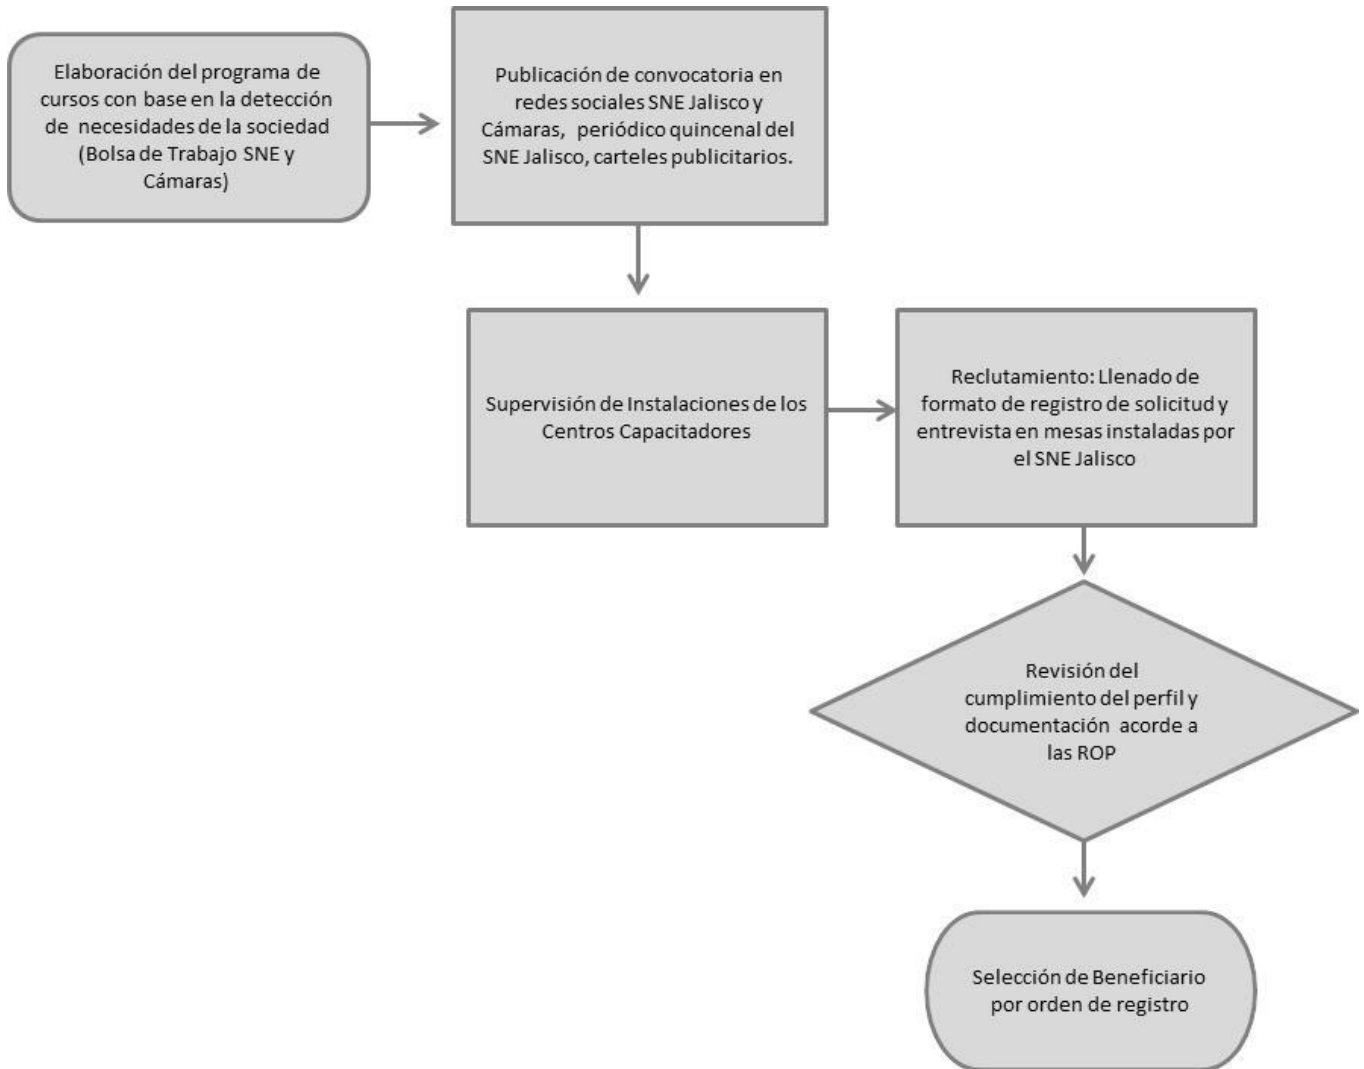 Elaboración del programa de
cursos con base en la detección
de necesidades de la sociedad
(Bolsa de Trabajo SNE y
Cámaras)
Publicación de convocatoria en
redes sociales SNE Jalisco y
Cámaras, periódico quincenal del
SNE Jalisco, carteles publicitarios.
Supervisión de Instalaciones de los
Centros Capacitadores
Reclutamiento: Llenado de
formato de registro de solicitud y
entrevista en mesas instaladas por
el SNE Jalisco
Revisión del
cumplimiento del perfil y
documentación acorde a
las ROP
Selección de Beneficiario
por orden de registro